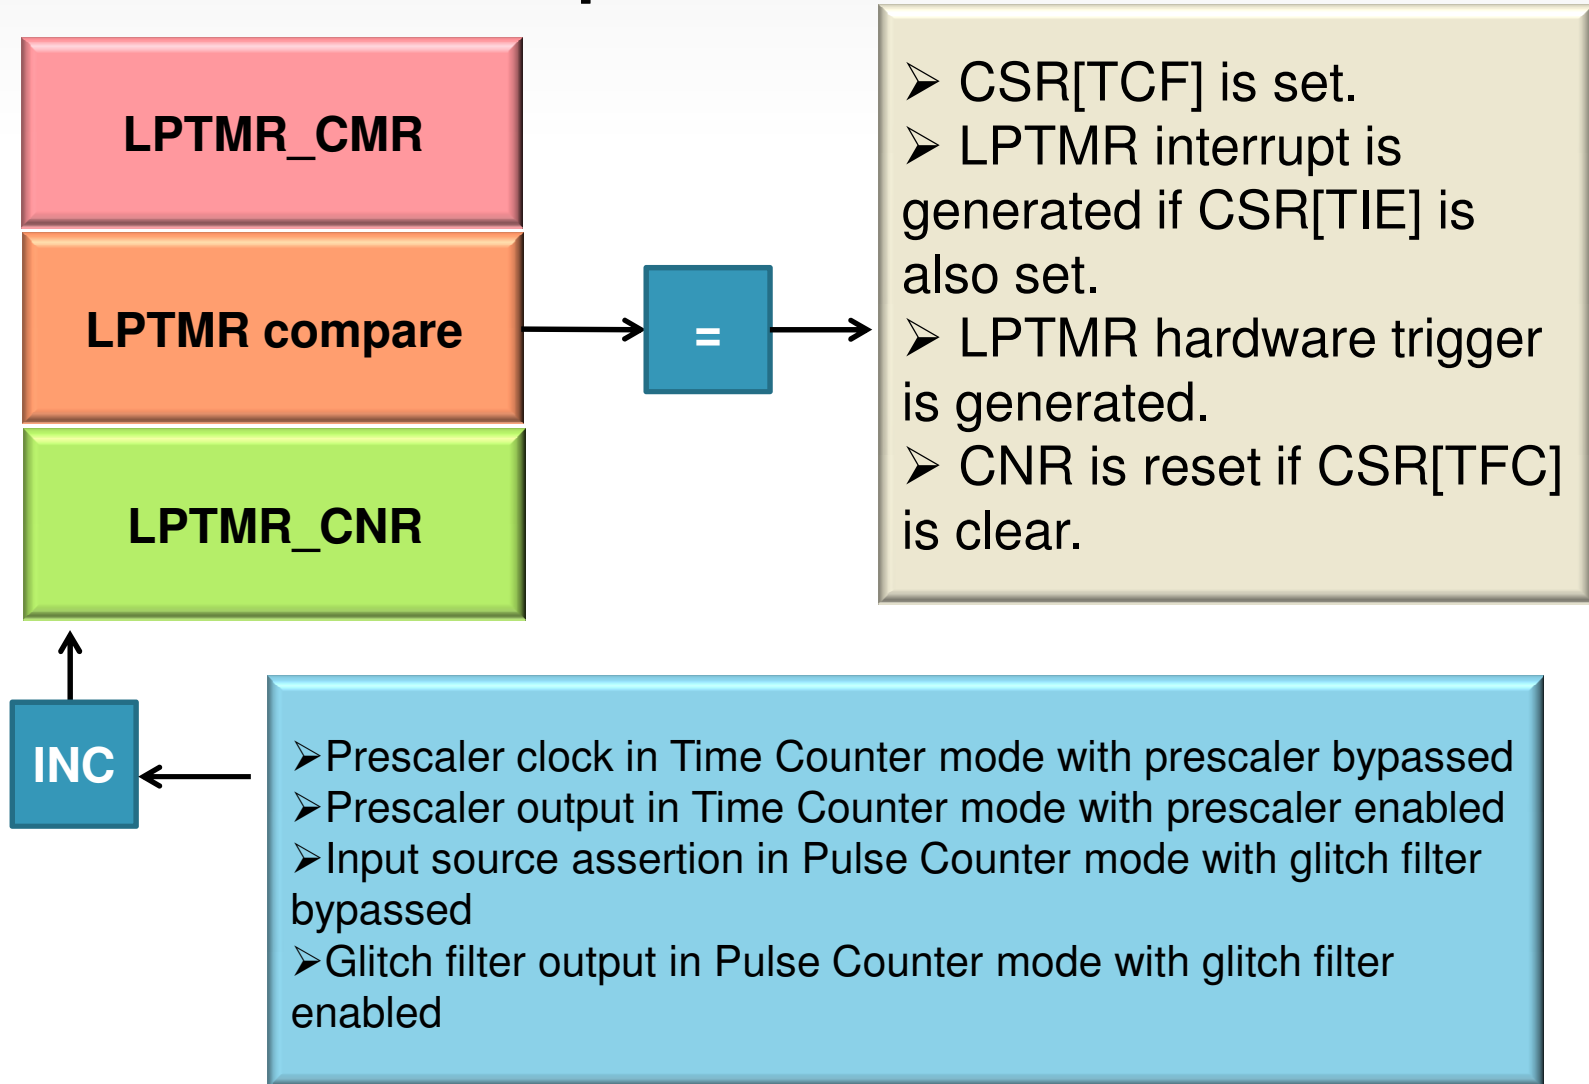 LPTMR_CMR
LPTMR compare
LPTMR_CNR
=
➤ CSR[TCF] is set.
➤ LPTMR interrupt is
generated if CSR[TIE] is
also set.
➤ LPTMR hardware trigger
is generated.
➤ CNR is reset if CSR[TFC]
is clear.
INC
➤Prescaler clock in Time Counter mode with prescaler bypassed
➤Prescaler output in Time Counter mode with prescaler enabled
➤Input source assertion in Pulse Counter mode with glitch filter
bypassed
➤Glitch filter output in Pulse Counter mode with glitch filter
enabled